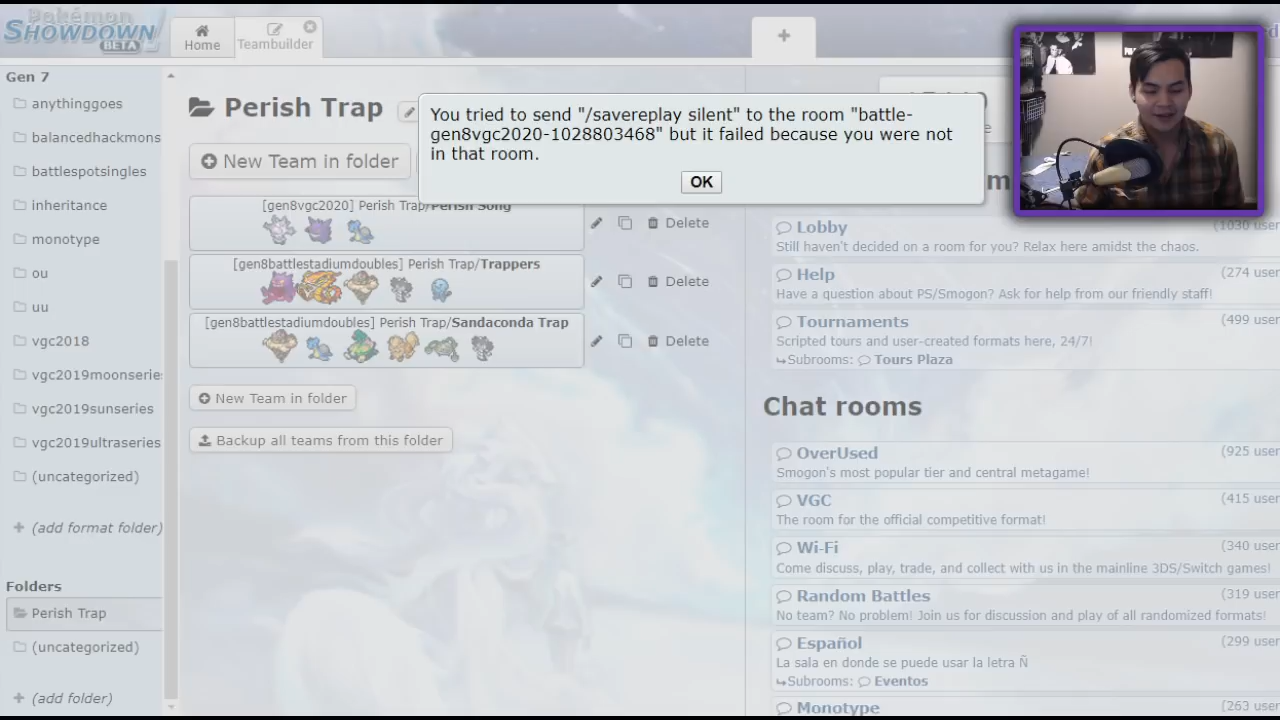 Pokémon
SHOWDOWN
BETA
Home
Teambuilder
Gen 7
anythinggoes
balancedhackmons
battlespotsingles
inheritance
monotype
ou
uu
vgc2018
vgc2019moonserie
vgc2019sunseries
vgc2019ultraseries
(uncategorized)
(add format folder)
Folders
Perish Trap
(uncategorized)
(add folder)
Perish Trap
New Team in folder
[gen8vgc2020] Perish Trap/Perish Song
Delete
[gen8battlestadiumdoubles] Perish Trap/Trappers
Delete
[gen8battlestadiumdoubles] Perish Trap/Sandaconda Trap
Delete
New Team in folder
Backup all teams from this folder
You tried to send "/savereplay silent" to the room "battle-
gen8vgc2020-1028803468" but it failed because you were not
in that room.
OK
Lobby
(1030 user
Still haven't decided on a room for you? Relax here amidst the chaos.
Help
(274 user
Have a question about PS/Smogon? Ask for help from our friendly staff!
Tournaments
(499 user
Scripted tours and user-created formats here, 24/7!
↳Subrooms: Tours Plaza
Chat rooms
OverUsed
(925 user
Smogon's most popular tier and central metagame!
VGC
(415 user
The room for the official competitive format!
Wi-Fi
(340 user
Come discuss, play, trade, and collect with us in the mainline 3DS/Switch games!
Random Battles
(319 user
No team? No problem! Join us for discussion and play of all randomized formats!
Español
(299 user
La sala en donde se puede usar la letra Ñ
↳Subrooms: Eventos
Monotype
(263 user